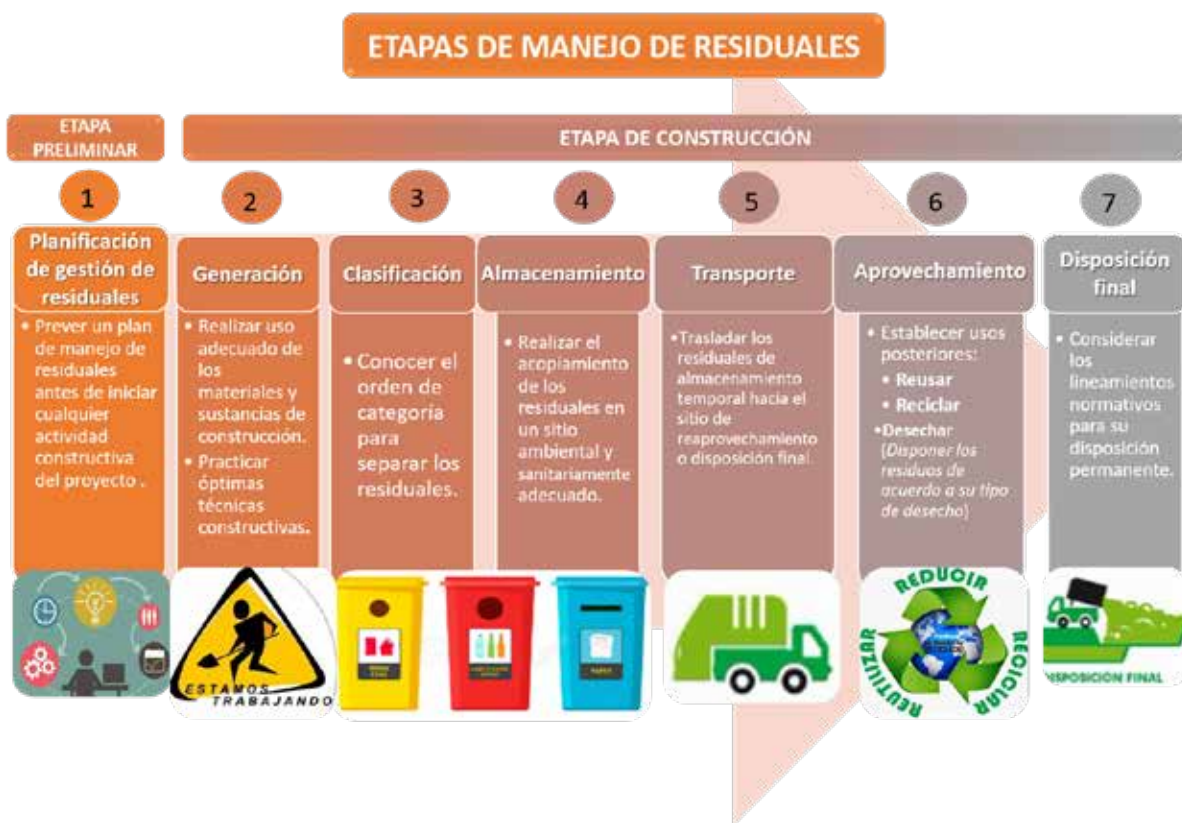 ETAPAS DE MANEJO DE RESIDUALES
ETAPA
PRELIMINAR
ETAPA DE CONSTRUCCIÓN
1
2
3
4
5
6
7
Planificación
de gestión de
residuales
• Prever un plan
de manejo de
residuales
antes de iniciar
cualquier
actividad
constructiva
del proyecto .
Generación
• Realizar uso
adecuado de
los
materiales y
sustancias de
construcción.
• Practicar
óptimas
técnicas
constructivas.
Clasificación
• Conocer el
orden de
categoría
para
separar los
residuales.
Almacenamiento
• Realizar el
acopiamiento
de los
residuales en
un sitio
ambiental y
sanitariamente
adecuado.
Transporte
•Trasladar los
residuales de
almacenamiento
temporal hacia el
sitio de
reaprovechamiento
o disposición final.
Aprovechamiento
• Establecer usos
posteriores:
• Reusar
• Reciclar
•Desechar
(Disponer los
residuos de
acuerdo a su tipo
de desecho)
Disposición
final
• Considerar
los
lineamientos
normativos
para su
disposición
permanente.
ESTAMOS
TRABAJANDO
REDUCIR
RECICLAR
REUTILIZAR
DISPOSICIÓN FINAL